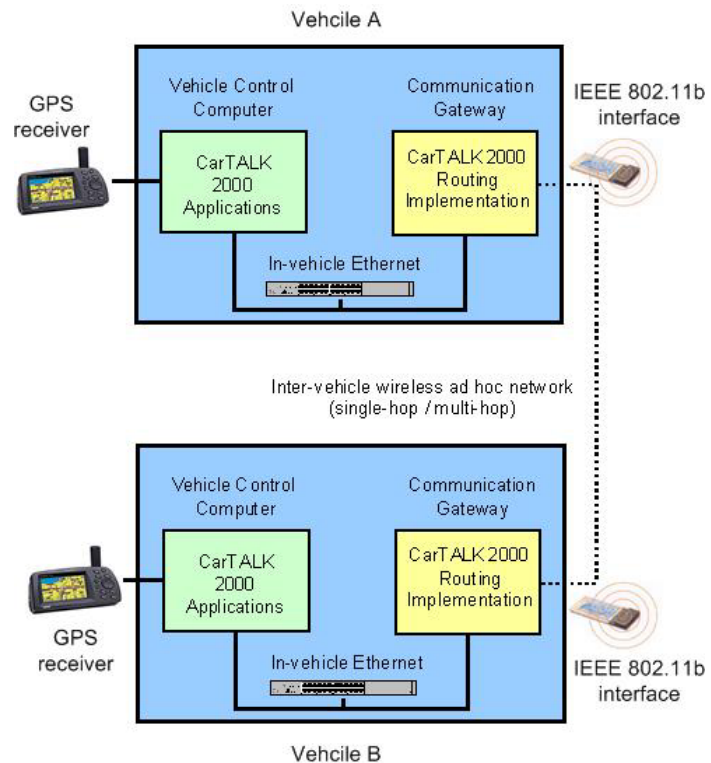 Vehcile A
Vehicle Control
Computer
Communication
Gateway
GPS
receiver
IEEE 802.11b
interface
CarTALK
2000
Applications
CarTALK 2000
Routing
Implementation
In-vehicle Ethernet
Inter-vehicle wireless ad hoc network
(single-hop / multi-hop)
Vehicle Control
Computer
Communication
Gateway
CarTALK
2000
Applications
CarTALK 2000
Routing
Implementation
GPS
receiver
In-vehicle Ethernet
IEEE 802.11b
interface
Vehcile B